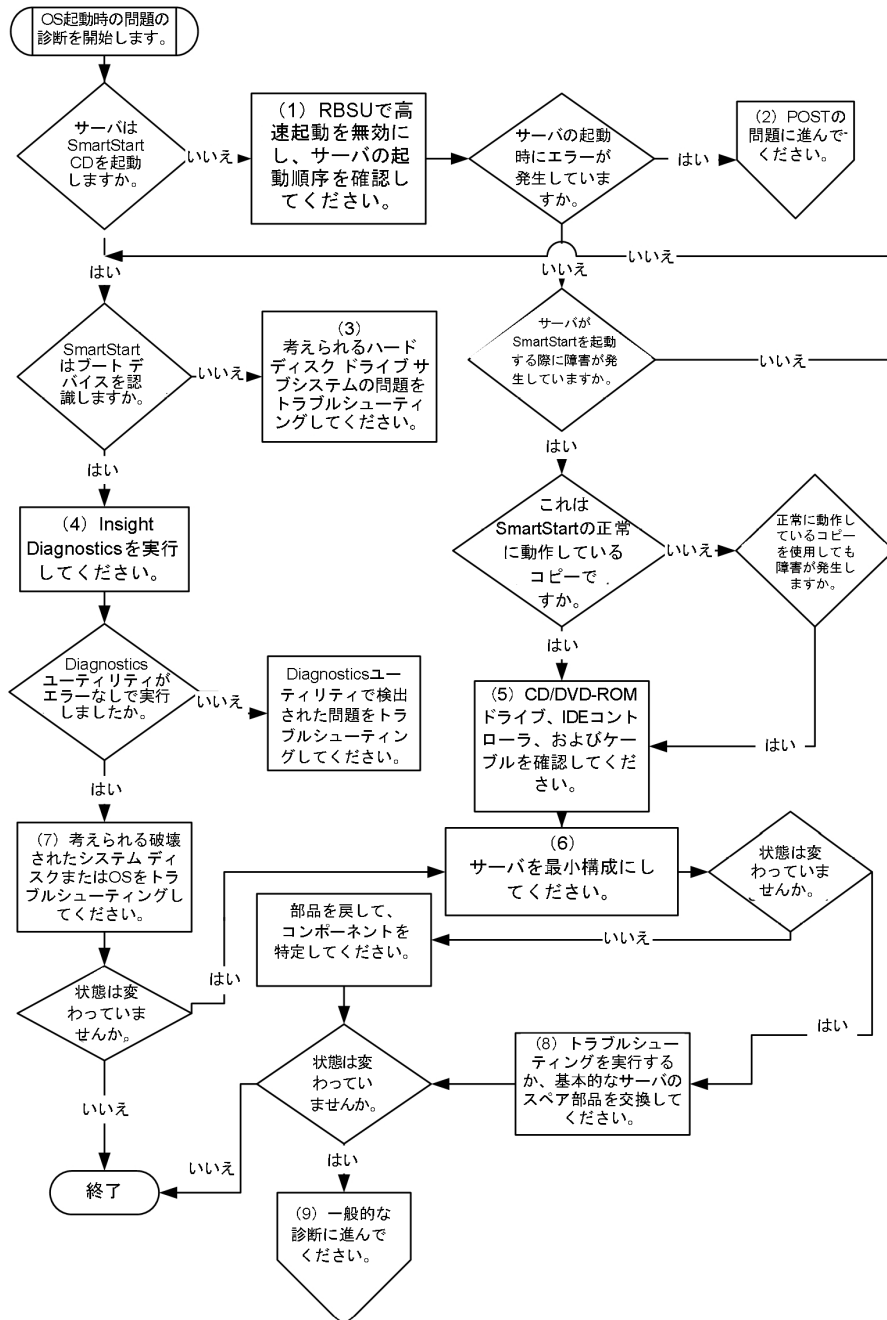 OS起動時の問題の
診断を開始します。
サーバは
SmartStart
CDを起動
しますか。
いいえ
(1) RBSUで高
速起動を無効に
し、サーバの起
動順序を確認し
てください。
サーバの起動
時にエラーが
発生していま
すか。
はい
(2) POSTの
問題に進んで
ください。
はい
いいえ
いいえ
SmartStart
はブート デ
バイスを認
識しますか。
いいえ
(3)
考えられるハード
ディスク ドライブ サ
ブシステムの問題を
トラブルシューティ
ングしてください。
サーバが
SmartStartを起動
する際に障害が発
生していますか。
いいえ
はい
はい
(4) Insight
Diagnosticsを実行
してください。
これは
SmartStartの正常
に動作している
コピーで
すか。
いいえ
正常に動作し
ているコピー
を使用しても
障害が発生し
ますか。
はい
はい
Diagnostics
ユーティリティが
エラーなしで実行
しましたか。
いいえ
Diagnosticsユー
ティリティで検出
された問題をトラ
ブルシューティン
グしてください。
(5) CD/DVD-ROM
ドライブ、IDEコント
ローラ、およびケー
ブルを確認してくだ
さい。
はい
(7) 考えられる破壊
されたシステム ディ
スクまたはOSをトラ
ブルシューティングし
てください。
(6)
サーバを最小構成にし
てください。
状態は変
わっていま
せんか。
いいえ
部品を戻して、
コンポーネントを
特定してください。
はい
状態は変
わっていま
せんか。
はい
いいえ
(8) トラブルシュー
ティングを実行する
か、基本的なサーバの
スペア部品を交換して
ください。
状態は変
わってい
ませんか。
いいえ
はい
終了
(9) 一般的な
診断に進んで
ください。